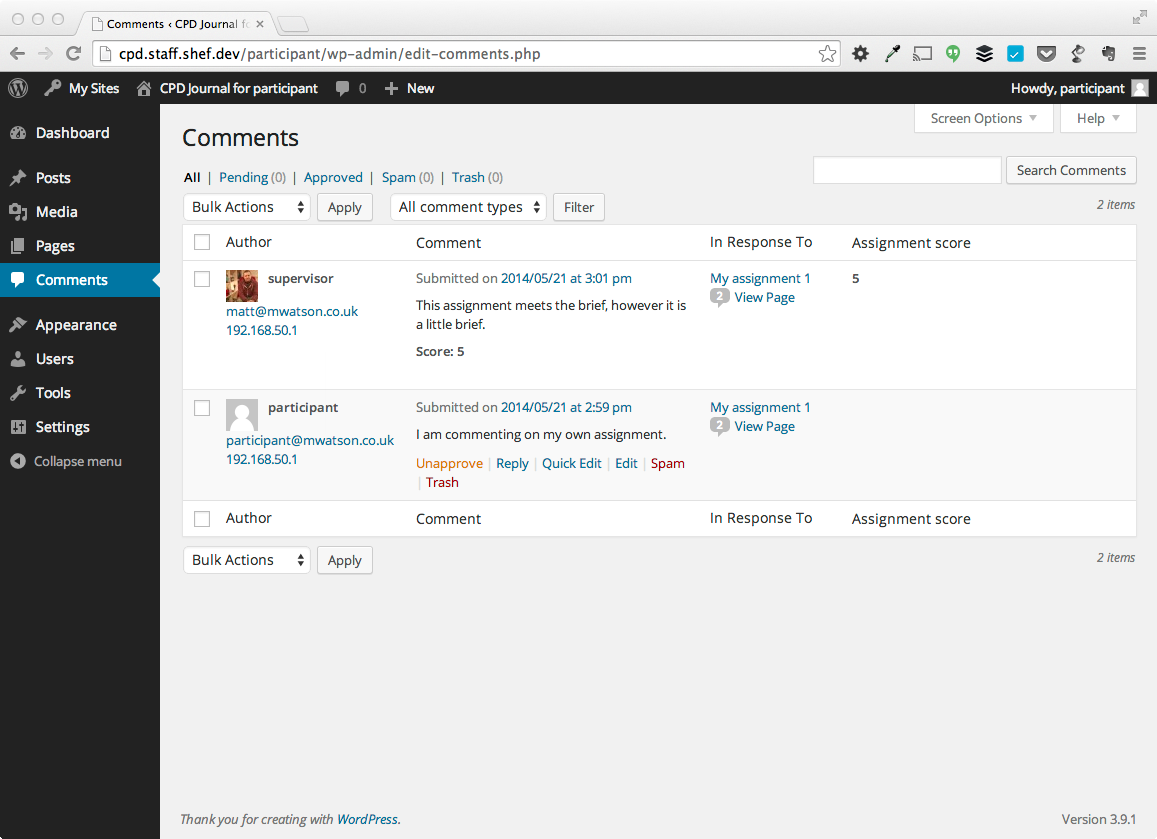 Comments ‹ CPD Journal fo
cpd.staff.shef.dev/participant/wp-admin/edit-comments.php
My Sites CPD Journal for participant 0 New Howdy, participant
Screen Options Help
Dashboard
Posts
Media
Pages
Comments
Appearance
Users
Tools
Settings
Collapse menu
Comments
All | Pending (0) | Approved | Spam (0) | Trash (0)
Search Comments
Bulk Actions Apply All comment types Filter
2 items
Author Comment In Response To Assignment score
supervisor
matt@mwatson.co.uk
192.168.50.1
Submitted on 2014/05/21 at 3:01 pm
This assignment meets the brief, however it is
a little brief.
Score: 5
My assignment 1
2 View Page
5
participant
participant@mwatson.co.uk
192.168.50.1
Submitted on 2014/05/21 at 2:59 pm
I am commenting on my own assignment.
Unapprove | Reply | Quick Edit | Edit | Spam
| Trash
My assignment 1
2 View Page
Author Comment In Response To Assignment score
Bulk Actions Apply
2 items
Thank you for creating with WordPress.
Version 3.9.1